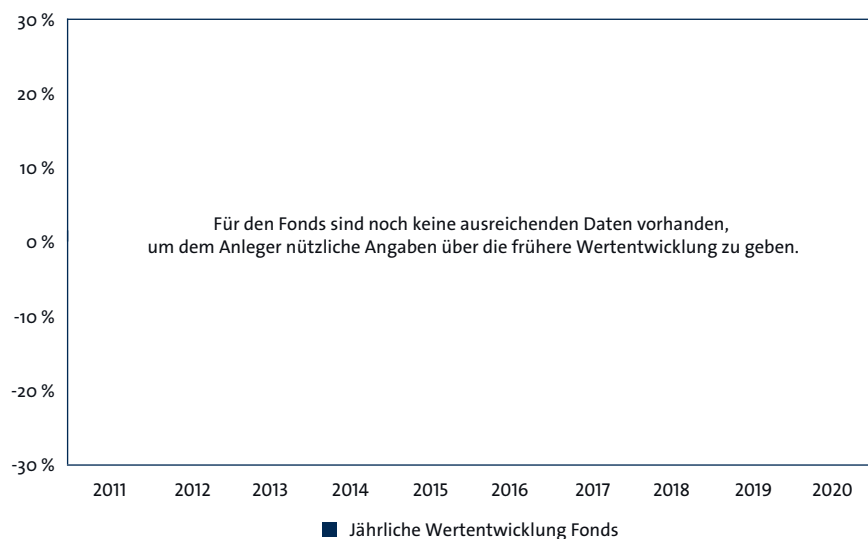 30 %
20 %
10 %
Für den Fonds sind noch keine ausreichenden Daten vorhanden,
0 %
um dem Anleger nützliche Angaben über die frühere Wertentwicklung zu geben.
-10 %
-20 %
-30 %
2011 2012 2013 2014 2015 2016 2017 2018 2019 2020
Jährliche Wertentwicklung Fonds